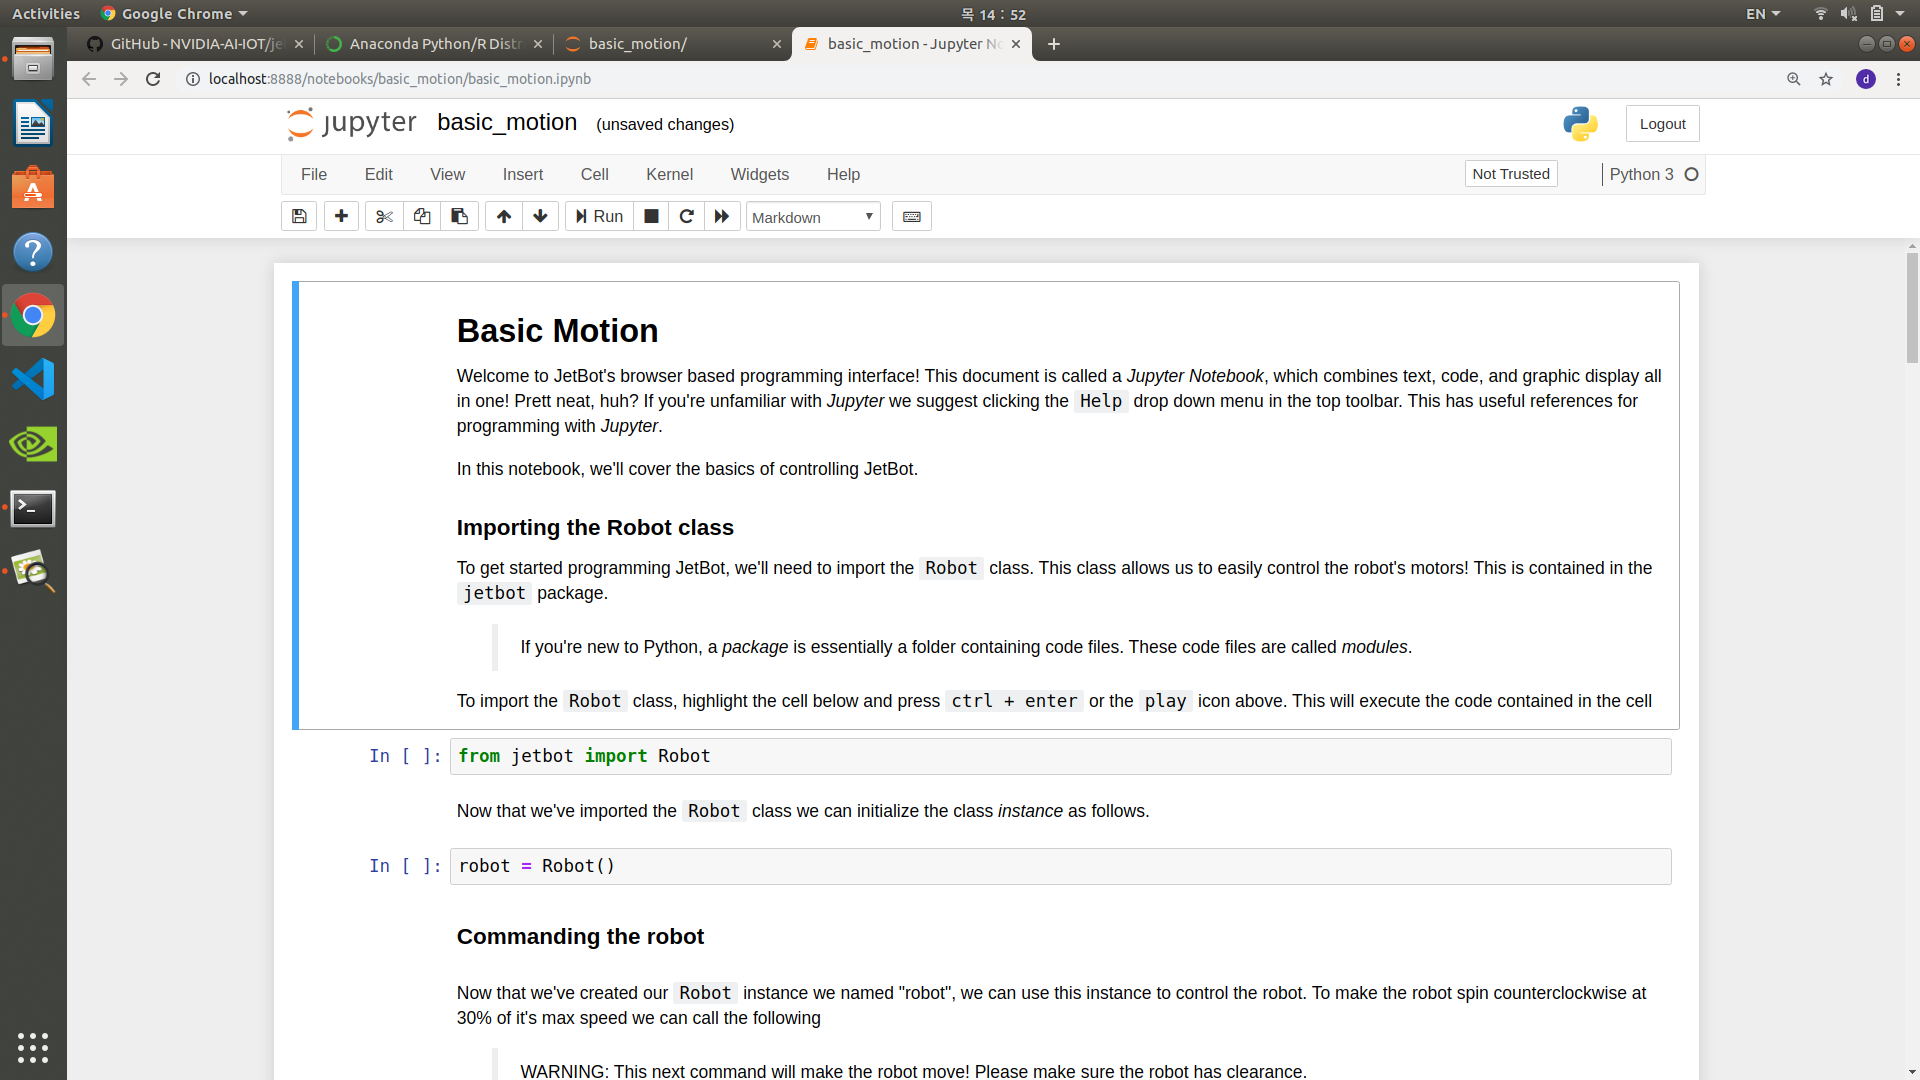 Activities Google Chrome 목 14 : 52 EN
GitHub - NVIDIA-AI-IOT/je Anaconda Python/R Distr basic_motion/ basic_motion - Jupyter No
localhost:8888/notebooks/basic_motion/basic_motion.ipynb d
jupyter basic_motion (unsaved changes) Logout
File Edit View Insert Cell Kernel Widgets Help Not Trusted Python 3
Run Markdown
Basic Motion
Welcome to JetBot's browser based programming interface! This document is called a Jupyter Notebook, which combines text, code, and graphic display all
in one! Prett neat, huh? If you're unfamiliar with Jupyter we suggest clicking the Help drop down menu in the top toolbar. This has useful references for
programming with Jupyter.
In this notebook, we'll cover the basics of controlling JetBot.
Importing the Robot class
To get started programming JetBot, we'll need to import the Robot class. This class allows us to easily control the robot's motors! This is contained in the
jetbot package.
If you're new to Python, a package is essentially a folder containing code files. These code files are called modules.
To import the Robot class, highlight the cell below and press ctrl + enter or the play icon above. This will execute the code contained in the cell
In [ ]: from jetbot import Robot
Now that we've imported the Robot class we can initialize the class instance as follows.
In [ ]: robot = Robot()
Commanding the robot
Now that we've created our Robot instance we named "robot", we can use this instance to control the robot. To make the robot spin counterclockwise at
30% of it's max speed we can call the following
WARNING: This next command will make the robot move! Please make sure the robot has clearance.